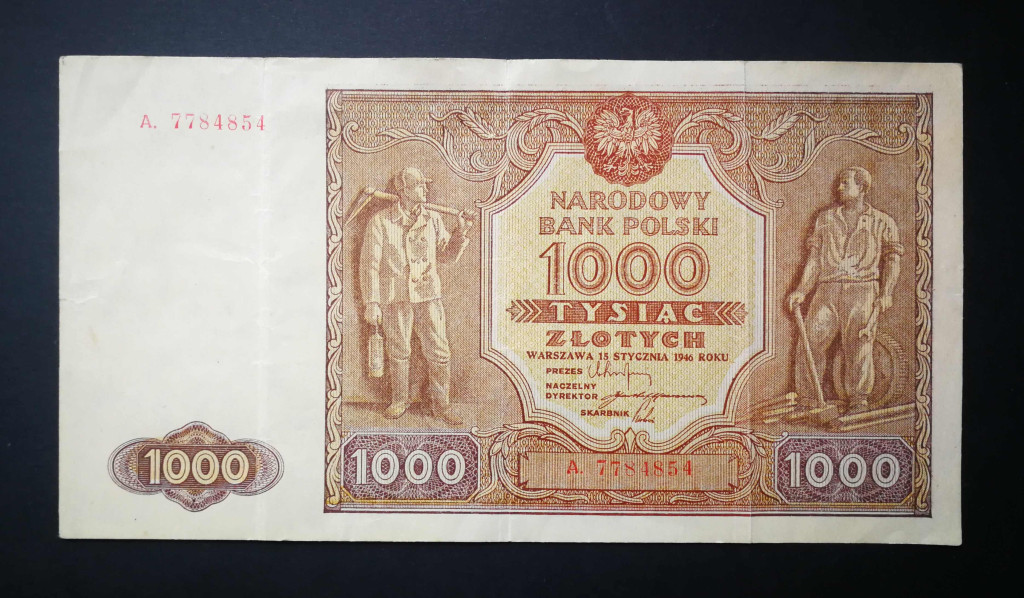 A. 7784854
NARODOWY
BANK POLSKI
1000
TYSIĄC
ZŁOTYCH
WARSZAWA 15 STYCZNIA 1946 ROKU
PREZES
NACZELNY
DYREKTOR
SKARBNIK
1000
1000
A. 7784854
1000